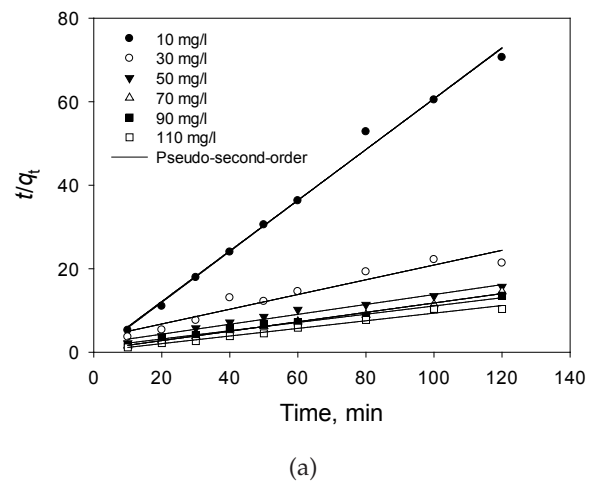 80
60
40
20
0
t/qt
10 mg/l
30 mg/l
50 mg/l
70 mg/l
90 mg/l
110 mg/l
Pseudo-second-order
0 20 40 60 80 100 120 140
Time, min
(a)